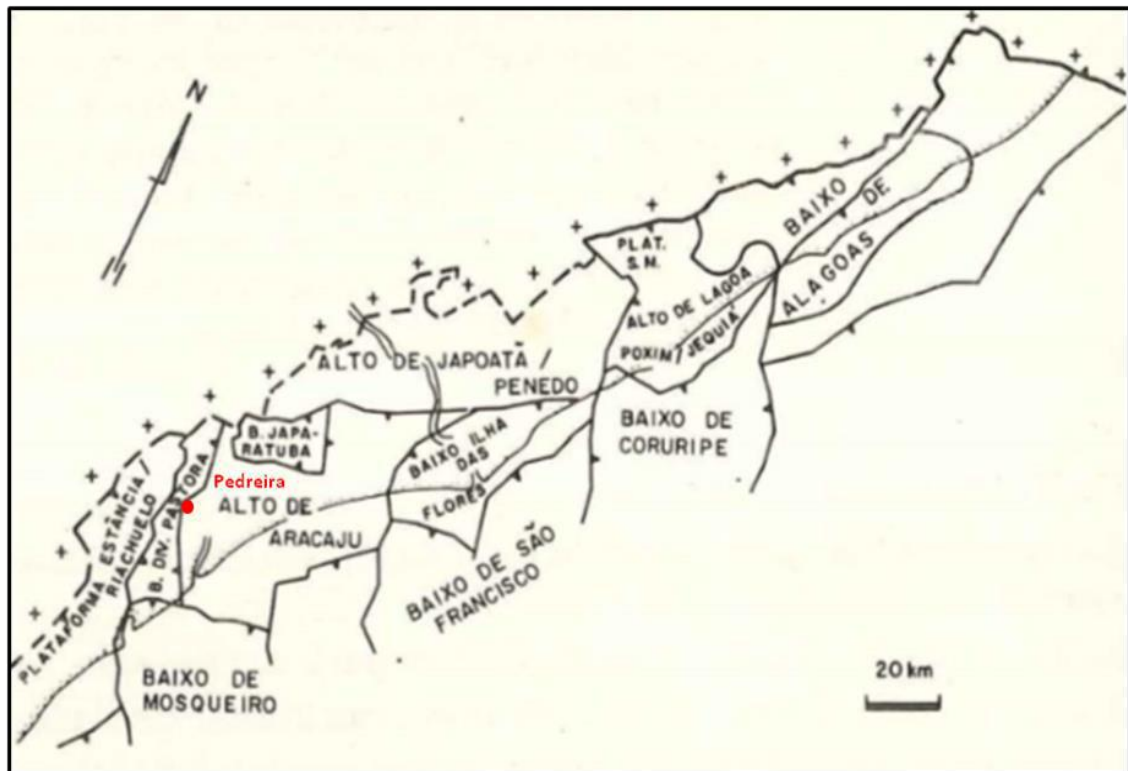 N
BAIXO
DE
ALAGOAS
PLAT.
S. M.
ALTO DE LAGOA
POXIM / JEQUIÁ
ALTO DE JAPOATÃ /
PENEDO
BAIXO DE
CORURIPE
B. JAPA-
RATUBA
BAIXO ILHA
DAS
FLORES
Pedreira
ALTO DE
ARACAJU
PLATAFORMA ESTÂNCIA /
RIACHUELO
B. DIV. PASTORA
BAIXO DE SÃO
FRANCISCO
BAIXO DE
MOSQUEIRO
20 km